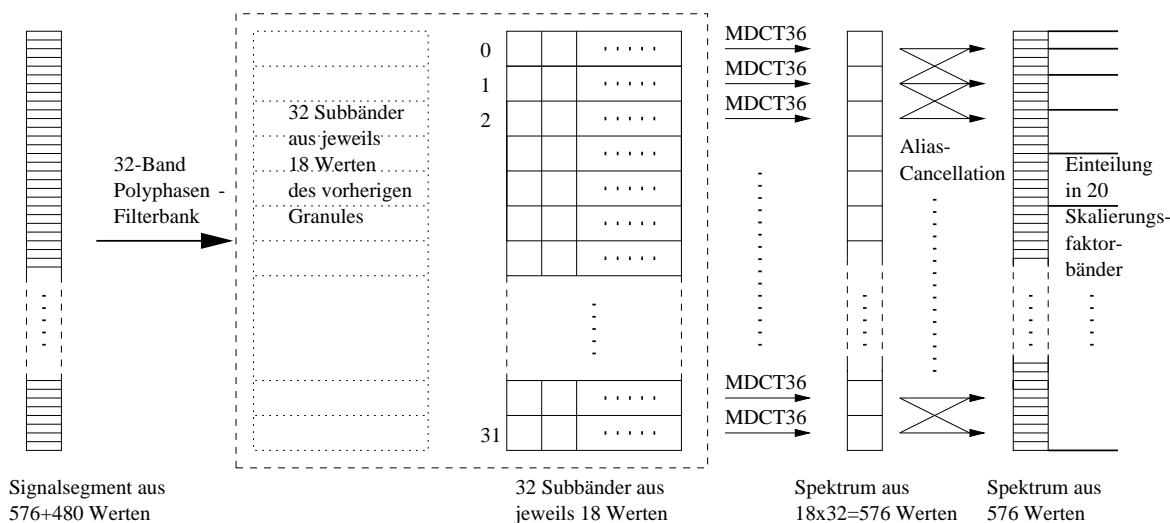 32-Band
Polyphasen -
Filterbank
32 Subbänder
aus jeweils
18 Werten
des vorherigen
Granules
0
1
2
31
MDCT36
MDCT36
MDCT36
MDCT36
MDCT36
Alias-
Cancellation
Einteilung
in 20
Skalierungs-
faktor-
bänder
Signalsegment aus
576+480 Werten
32 Subbänder aus
jeweils 18 Werten
Spektrum aus
18x32=576 Werten
Spektrum aus
576 Werten